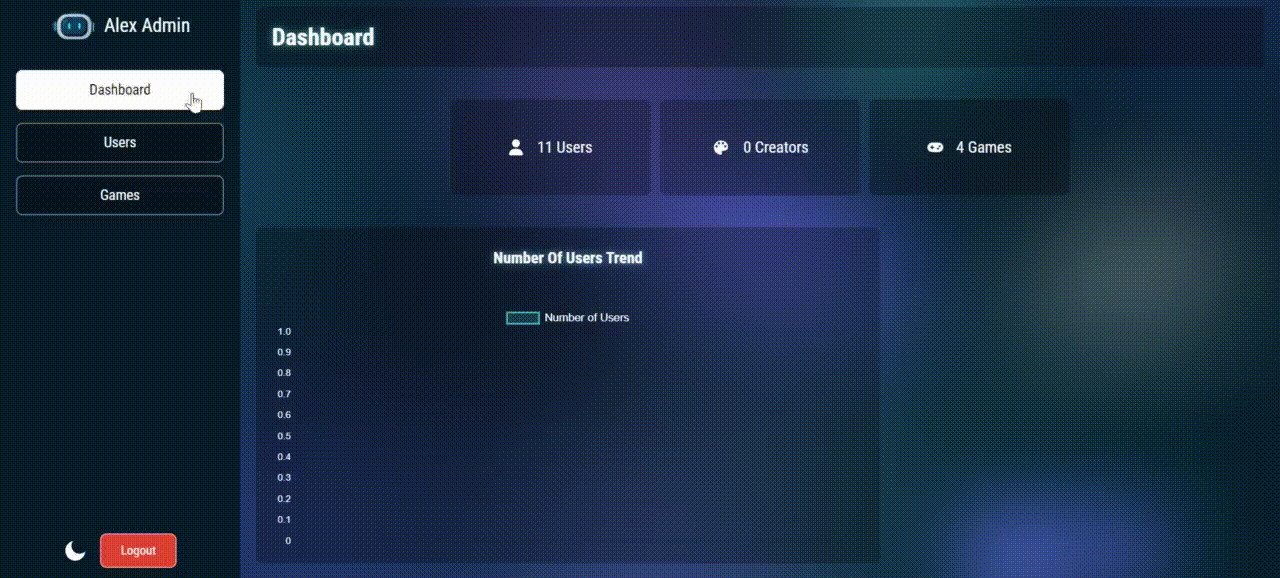 Alex Admin
Dashboard
Users
Games
Logout
Dashboard
11 Users
0 Creators
4 Games
Number Of Users Trend
Number of Users
1.0
0.9
0.8
0.7
0.6
0.5
0.4
0.3
0.2
0.1
0